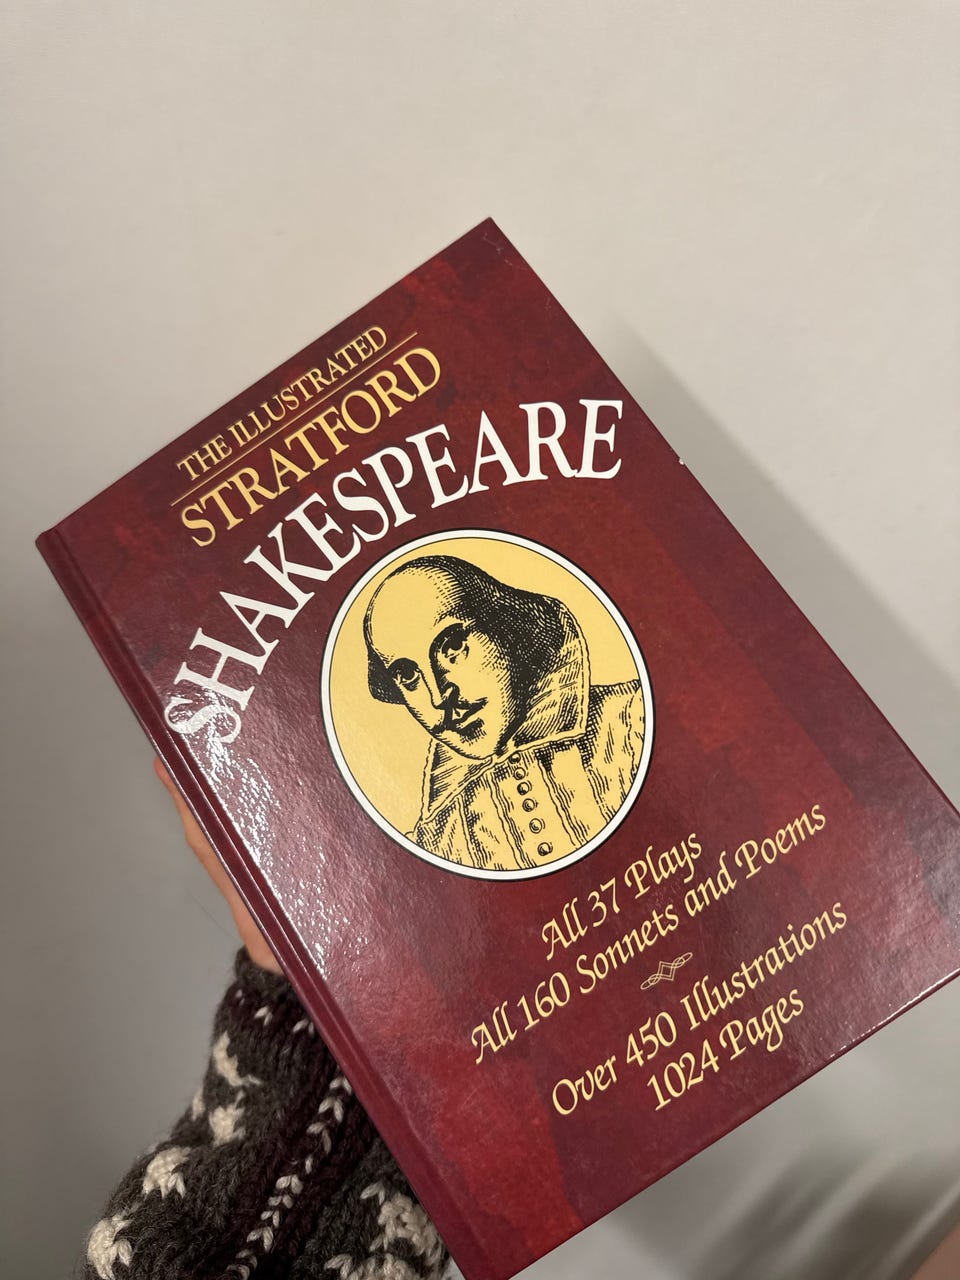 THE ILLUSTRATED
STRATFORD
SHAKESPEARE
All 37 Plays
All 160 Sonnets and Poems
Over 450 Illustrations
1024 Pages